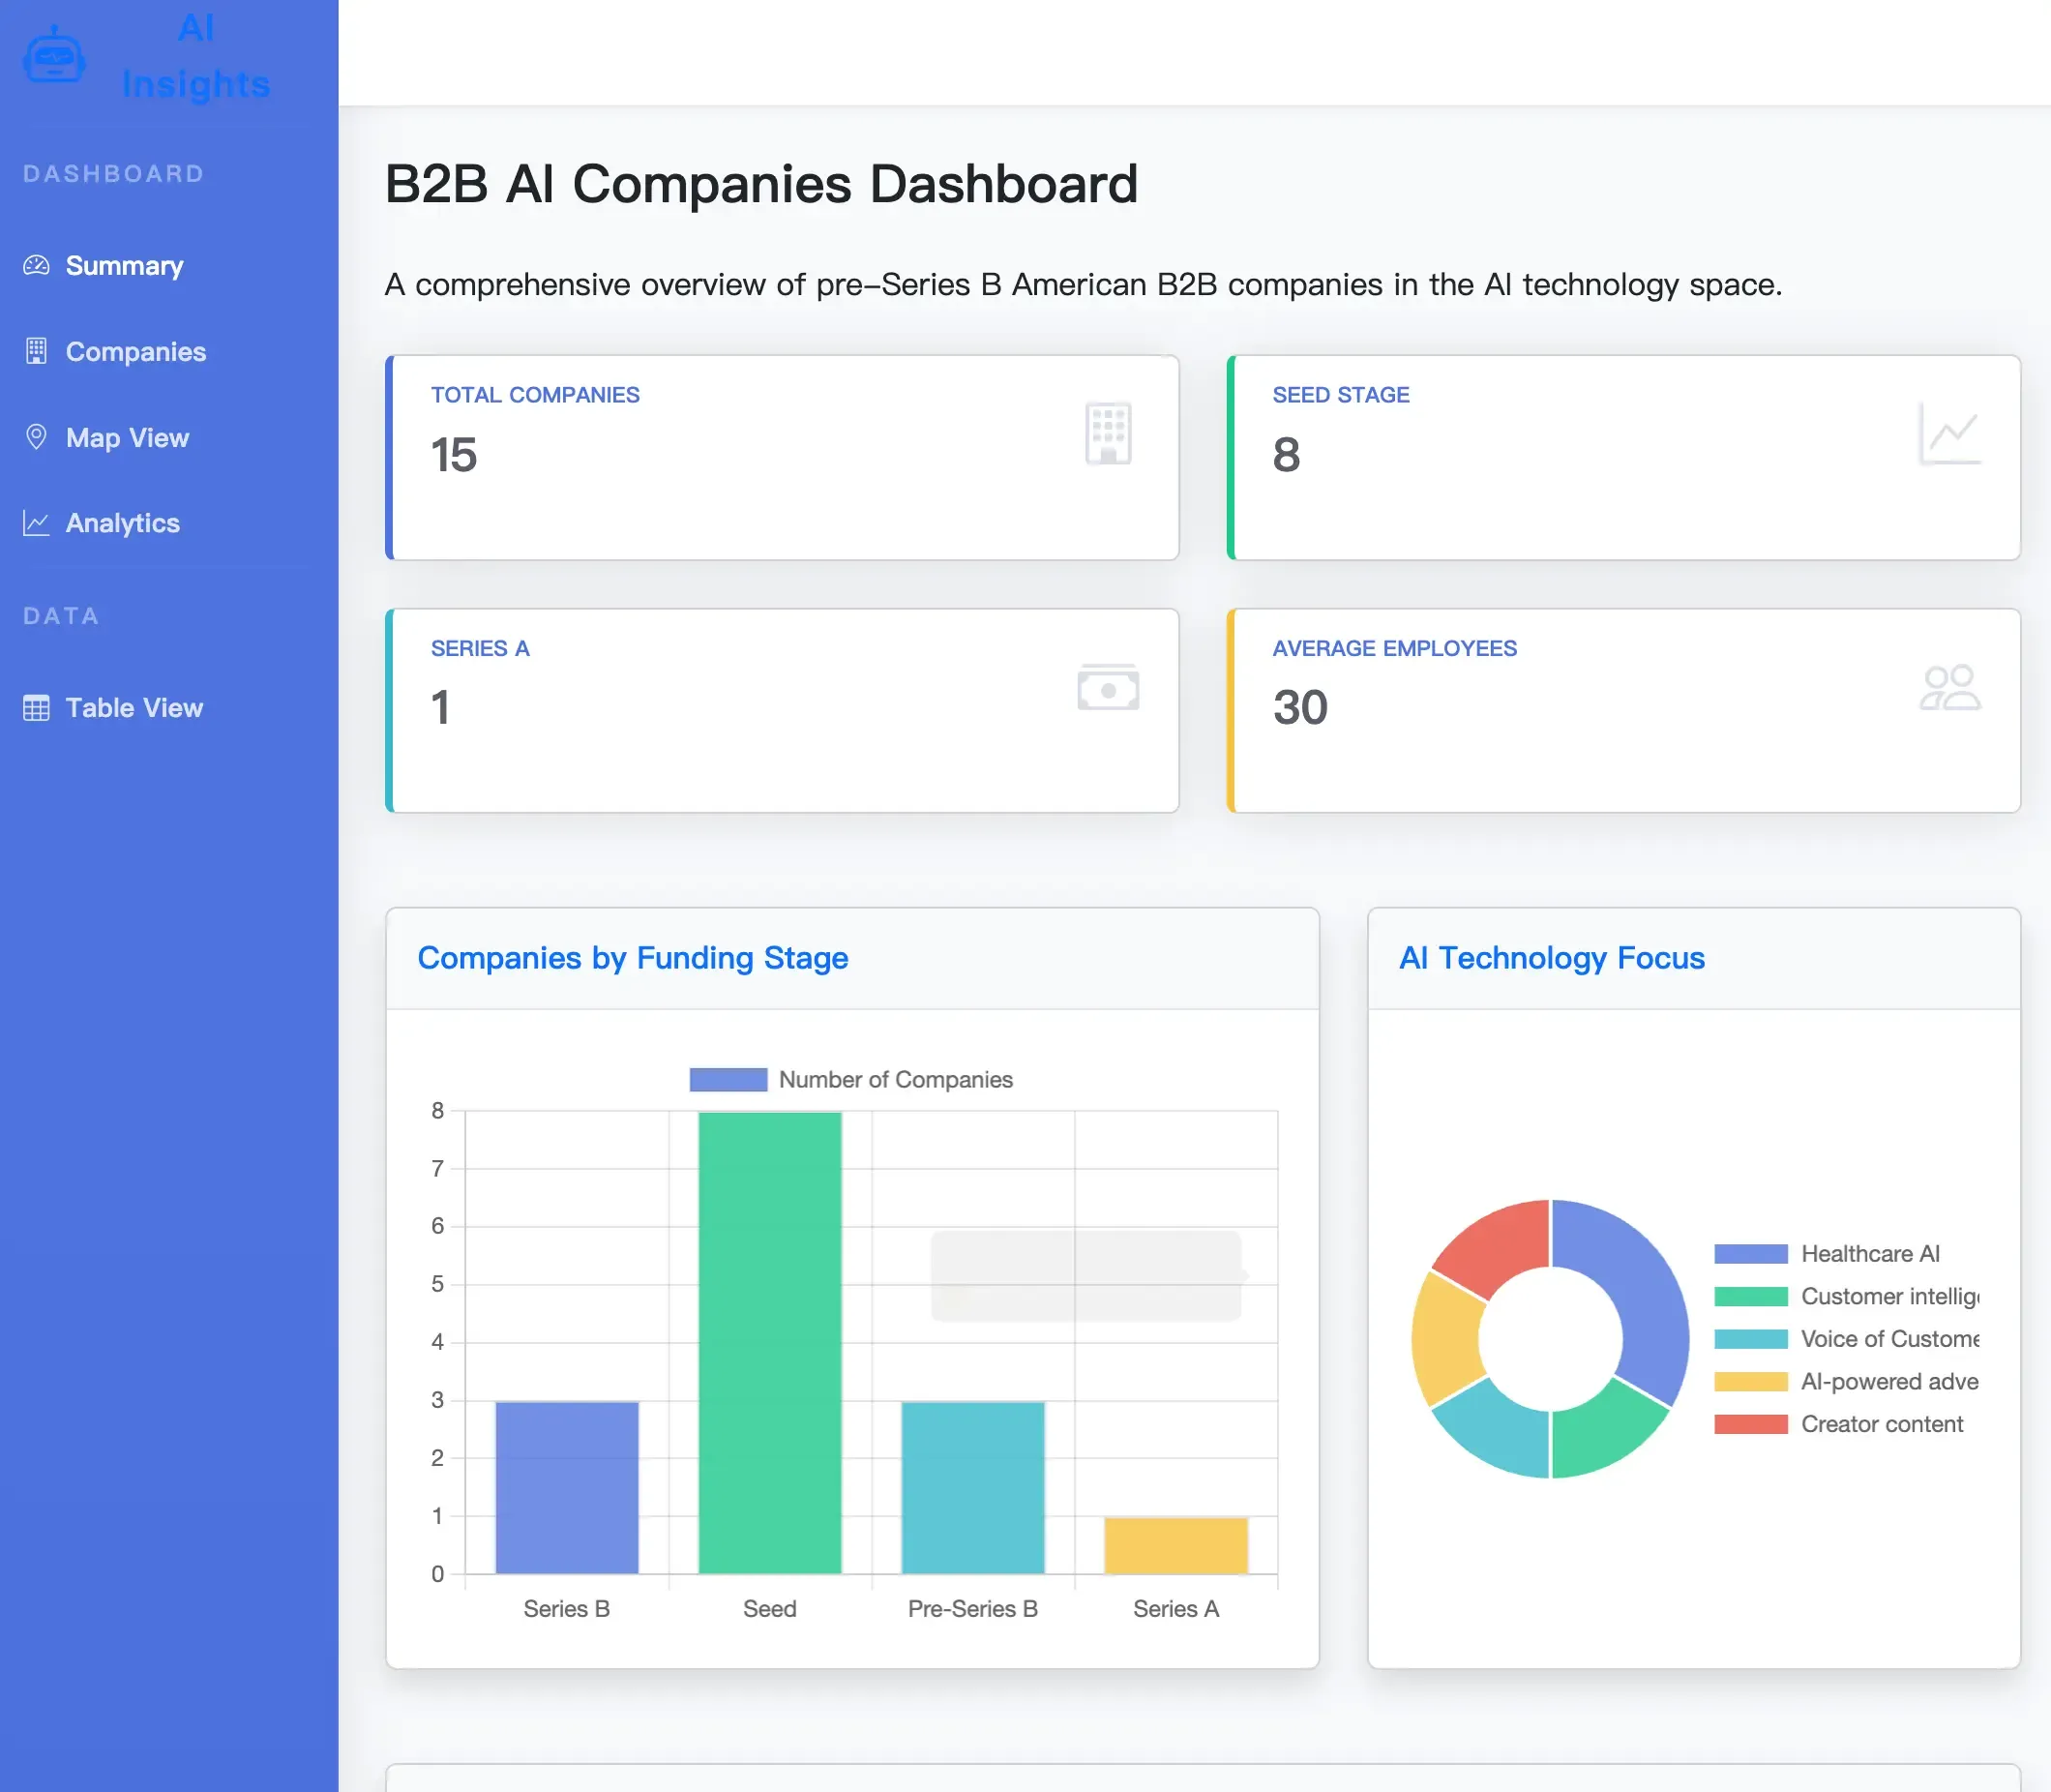 AI
Insights
DASHBOARD
Summary
Companies
Map View
Analytics
DATA
Table View
B2B AI Companies Dashboard
A comprehensive overview of pre–Series B American B2B companies in the AI technology space.
TOTAL COMPANIES
15
SEED STAGE
8
SERIES A
1
AVERAGE EMPLOYEES
30
Companies by Funding Stage
Number of Companies
8
7
6
5
4
3
2
1
0
Series B
Seed
Pre-Series B
Series A
AI Technology Focus
Healthcare AI
Customer intellig
Voice of Custome
AI-powered adve
Creator content